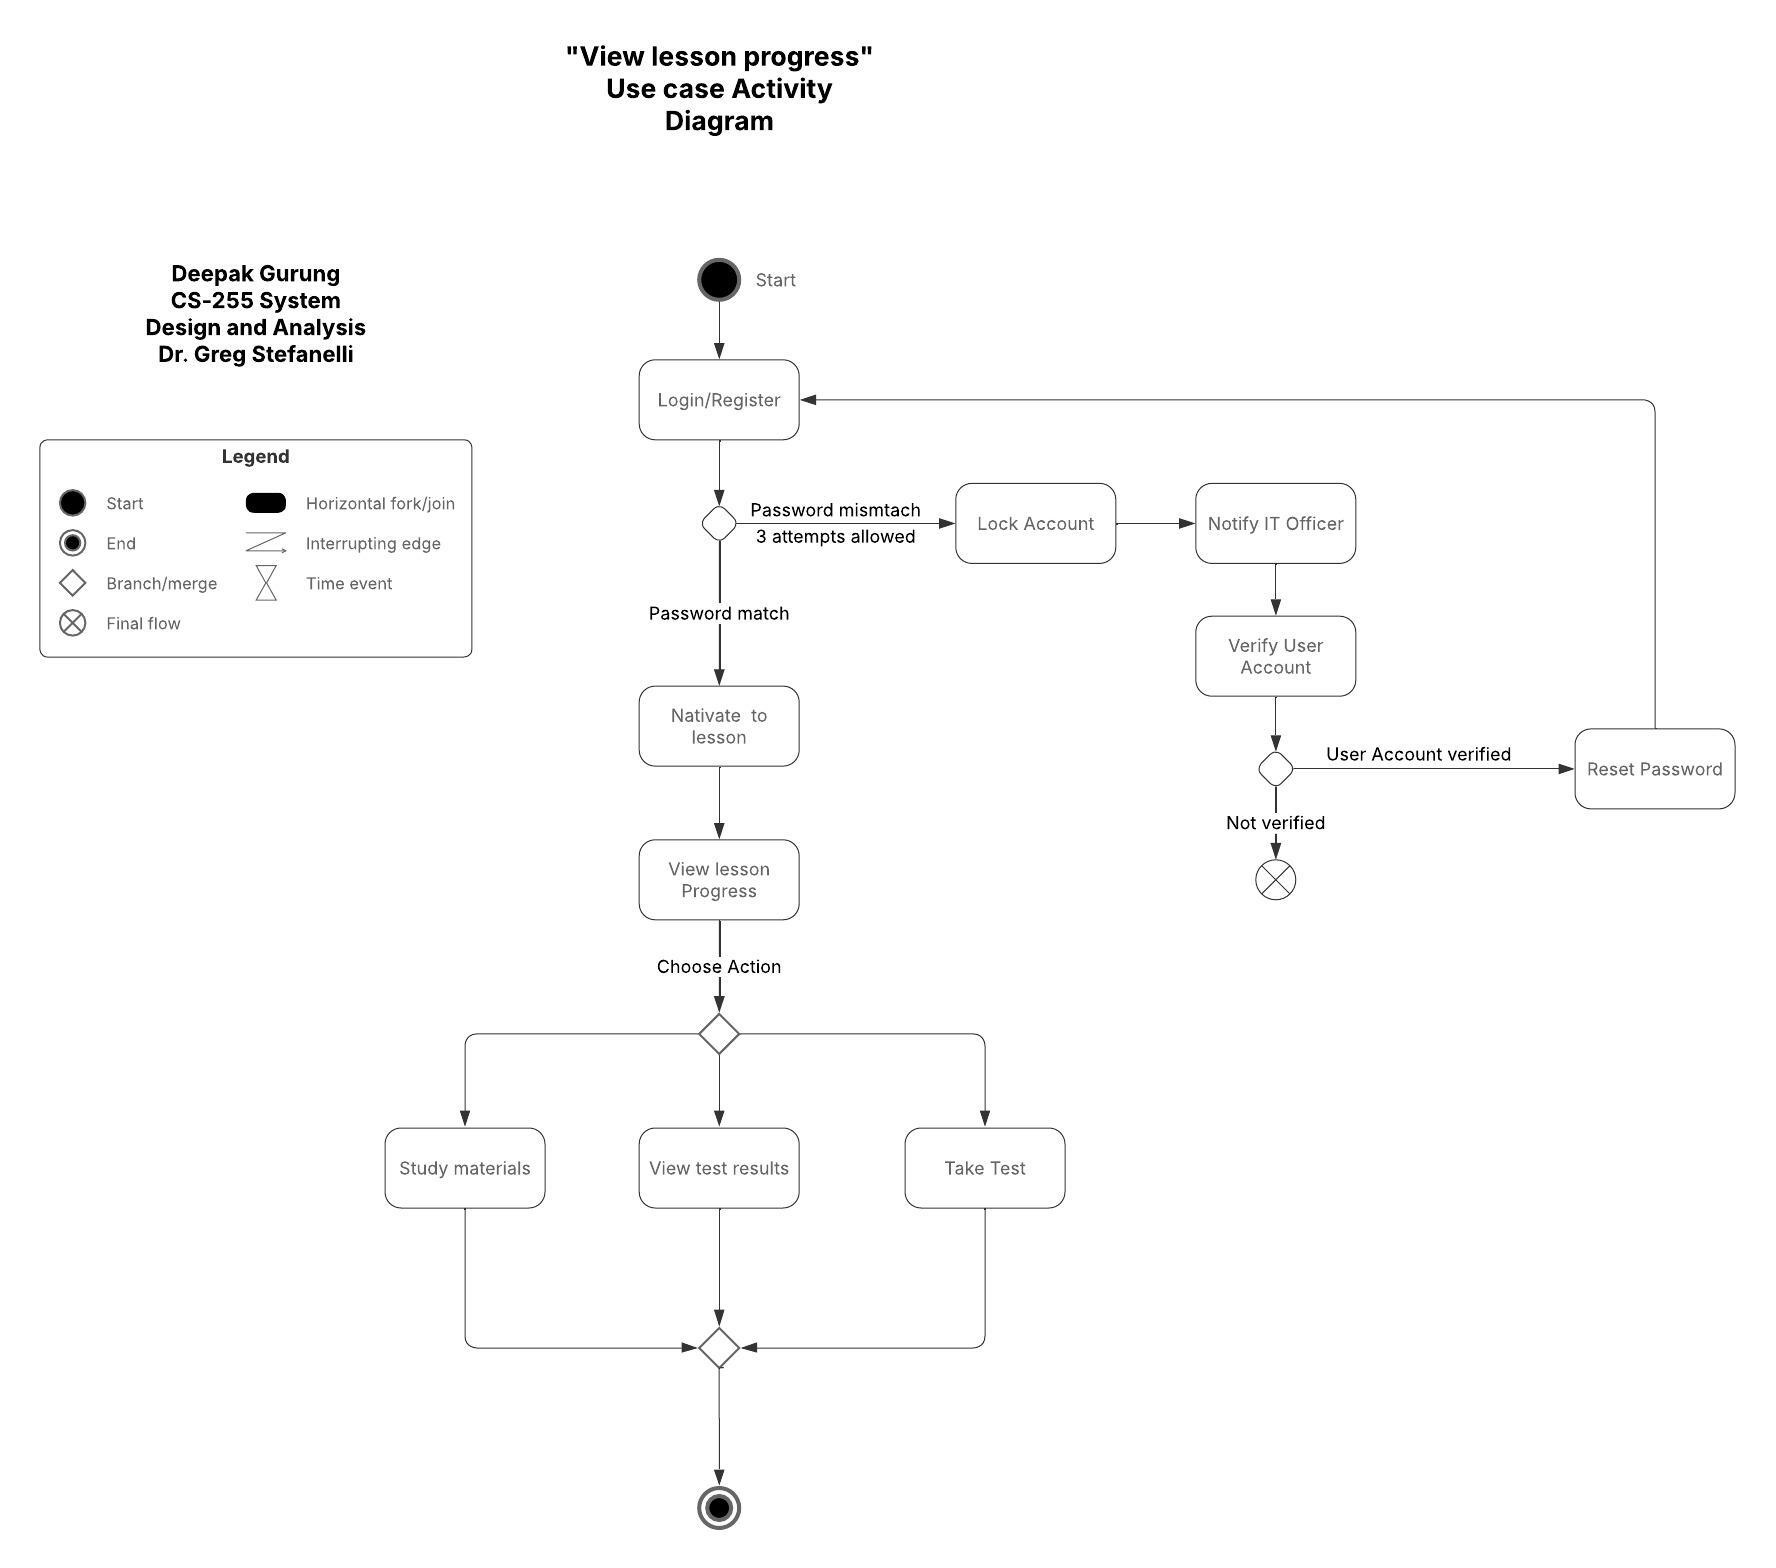 "View lesson progress"
Use case Activity
Diagram
Deepak Gurung
CS-255 System
Design and Analysis
Dr. Greg Stefanelli
Legend
Start
Horizontal fork/join
End
Interrupting edge
Branch/merge
Time event
Final flow
Start
Login/Register
Password mismtach
3 attempts allowed
Lock Account
Notify IT Officer
Password match
Verify User
Account
Nativate  to
lesson
User Account verified
Reset Password
Not verified
View lesson
Progress
Choose Action
Study materials
View test results
Take Test